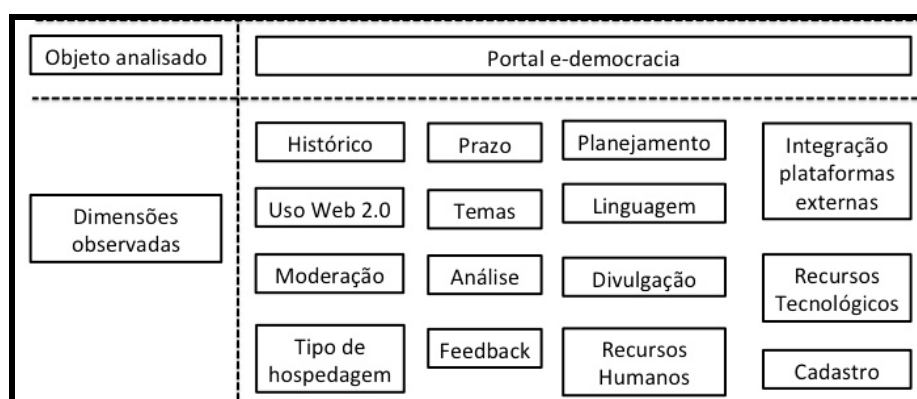 Objeto analisado
Portal e-democracia
Dimensões
observadas
Histórico
Prazo
Planejamento
Integração
plataformas
externas
Uso Web 2.0
Temas
Linguagem
Moderação
Análise
Divulgação
Recursos
Tecnológicos
Tipo de
hospedagem
Feedback
Recursos
Humanos
Cadastro